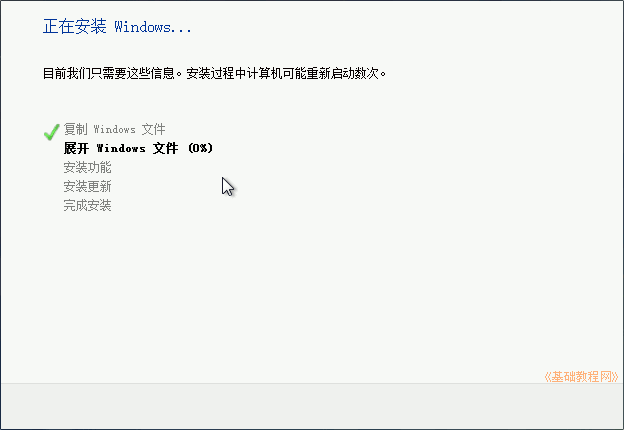 正在安装 Windows...
目前我们只需要这些信息。安装过程中计算机可能重新启动数次。
复制 Windows 文件
展开 Windows 文件 (0%)
安装功能
安装更新
完成安装
《基础教程网》